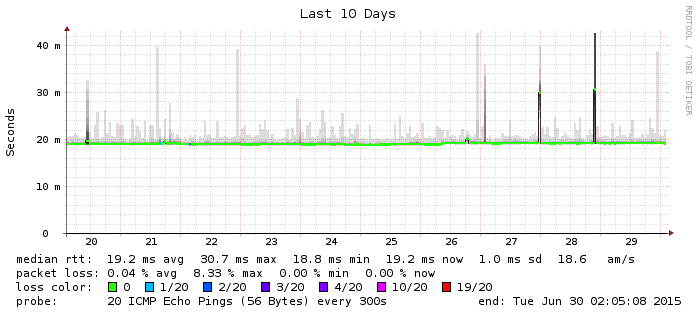 Last 10 Days
RRDTOOL / TOBI OETIKER
Seconds
40 m
30 m
20 m
10 m
0
20 21 22 23 24 25 26 27 28 29
median rtt: 19.2 ms avg 30.7 ms max 18.8 ms min 19.2 ms now 1.0 ms sd 18.6 am/s
packet loss: 0.04 % avg 8.33 % max 0.00 % min 0.00 % now
loss color: 0 1/20 2/20 3/20 4/20 10/20 19/20
probe: 20 ICMP Echo Pings (56 Bytes) every 300s end: Tue Jun 30 02:05:08 2015